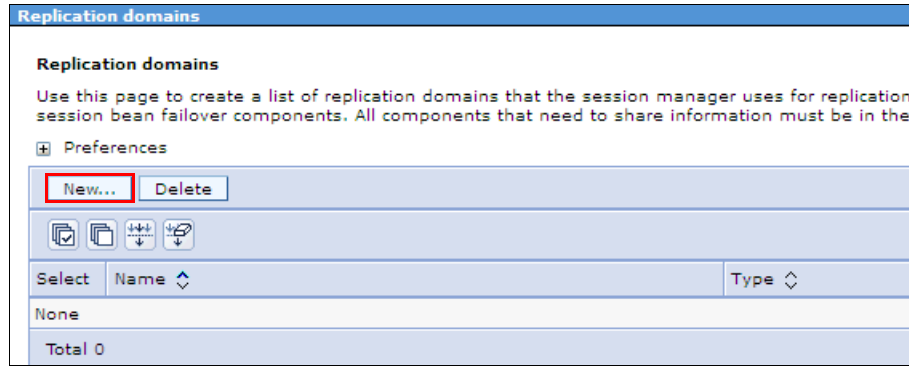 Replication domains
Replication domains
Use this page to create a list of replication domains that the session manager uses for replication
session bean failover components. All components that need to share information must be in the
Preferences
New... Delete
Select Name Type
None
Total 0